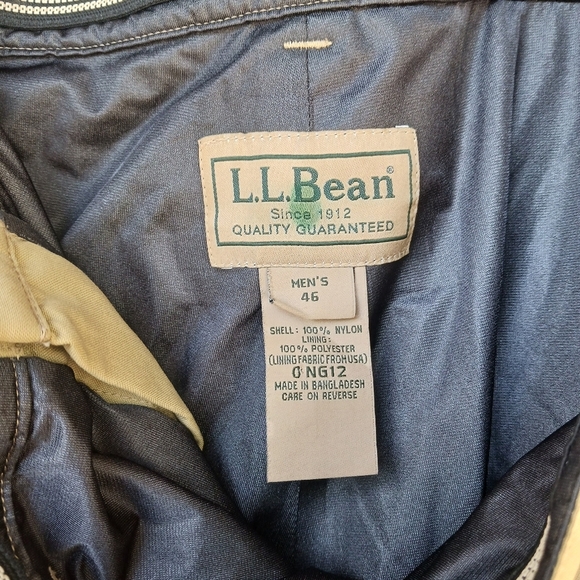 L.L.Bean®
Since 1912
QUALITY GUARANTEED
MEN'S
46
SHELL: 100% NYLON
LINING:
100% POLYESTER
(LINING FABRIC FROM USA)
0 NG12
MADE IN BANGLADESH
CARE ON REVERSE